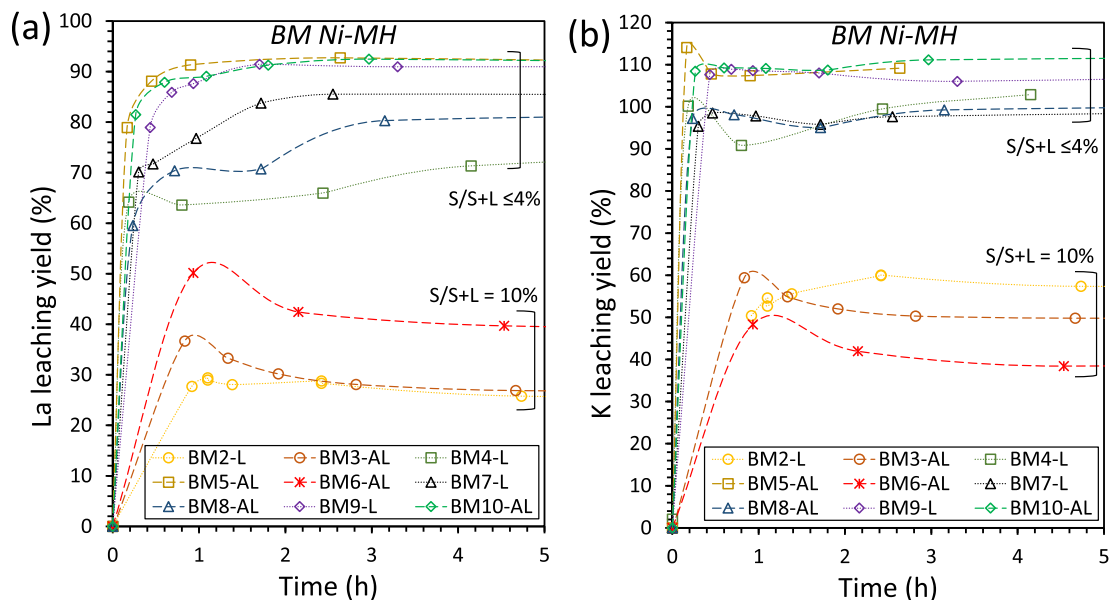 (a)
BM Ni-MH
La leaching yield (%)
100
90
80
70
60
50
40
30
20
10
0
S/S+L ≤4%
S/S+L = 10%
BM2-L BM3-AL BM4-L
BM5-AL BM6-AL BM7-L
BM8-AL BM9-L BM10-AL
0 1 2 3 4 5
Time (h)
(b)
BM Ni-MH
K leaching yield (%)
120
110
100
90
80
70
60
50
40
30
20
10
0
S/S+L ≤4%
S/S+L = 10%
BM2-L BM3-AL BM4-L
BM5-AL BM6-AL BM7-L
BM8-AL BM9-L BM10-AL
0 1 2 3 4 5
Time (h)